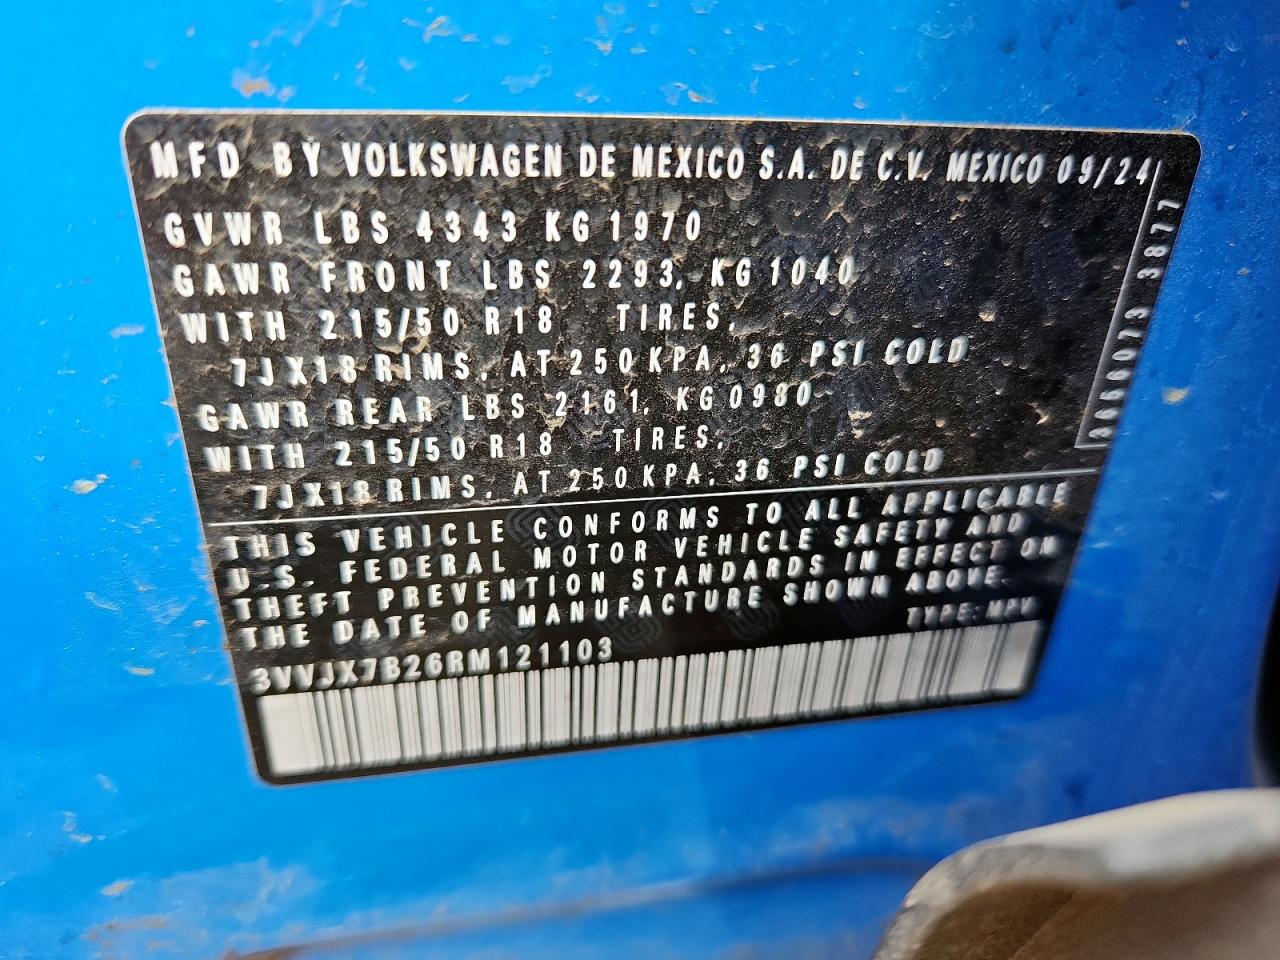 MFD BY VOLKSWAGEN DE MEXICO S.A. DE C.V. MEXICO 09/24
GVWR LBS 4343 KG 1970
GAWR FRONT LBS 2293, KG 1040
WITH 215/50 R18 TIRES,
7JX18 RIMS, AT 250 KPA, 36 PSI COLD
GAWR REAR LBS 2161, KG 0980
WITH 215/50 R18 TIRES,
7JX18 RIMS, AT 250 KPA, 36 PSI COLD
THIS VEHICLE CONFORMS TO ALL APPLICABLE
U.S. FEDERAL MOTOR VEHICLE SAFETY AND
THEFT PREVENTION STANDARDS IN EFFECT ON
THE DATE OF MANUFACTURE SHOWN ABOVE.
TYPE: MPV
3VVJX7B26RM121103
3877